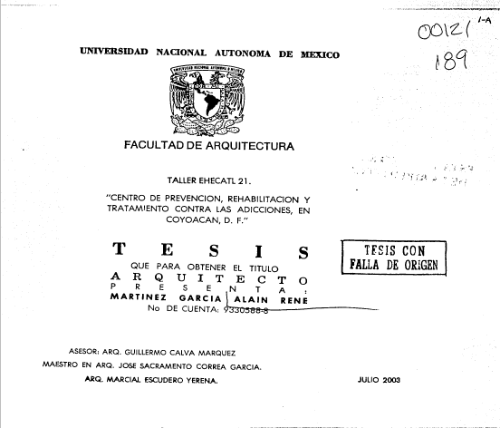 00121 1-A
189
UNIVERSIDAD NACIONAL AUTONOMA DE MEXICO
FACULTAD DE ARQUITECTURA
TALLER EHECATL 21.
"CENTRO DE PREVENCION, REHABILITACION Y
TRATAMIENTO CONTRA LAS ADICCIONES, EN
COYOACAN, D. F."
T E S I S
QUE PARA OBTENER EL TITULO
A R Q U I T E C T O
P R E S E N T A :
MARTINEZ GARCIA ALAIN RENE
No DE CUENTA: 9330588-8
TESIS CON
FALLA DE ORIGEN
ASESOR: ARQ. GUILLERMO CALVA MARQUEZ
MAESTRO EN ARQ. JOSE SACRAMENTO CORREA GARCIA.
ARQ. MARCIAL ESCUDERO YERENA.
JULIO 2003